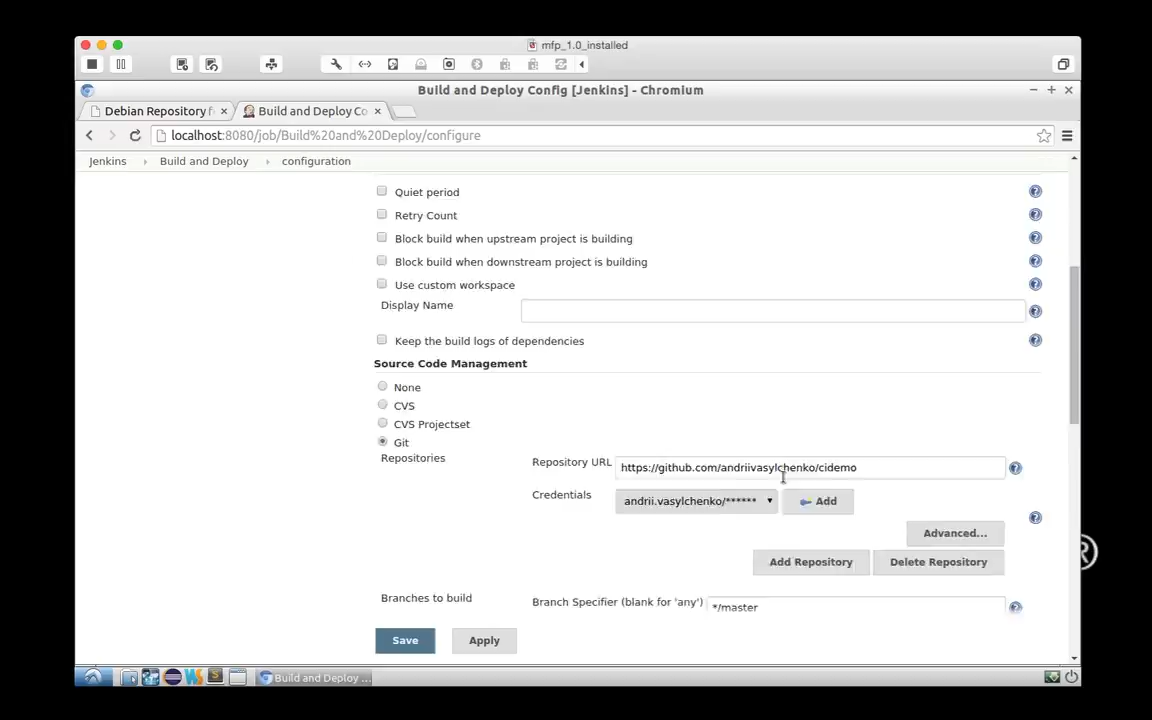 mfp_1.0_installed
Build and Deploy Config [Jenkins] - Chromium
Debian Repository f
Build and Deploy Co
localhost:8080/job/Build%20and%20Deploy/configure
Jenkins Build and Deploy configuration
Quiet period
Retry Count
Block build when upstream project is building
Block build when downstream project is building
Use custom workspace
Display Name
Keep the build logs of dependencies
Source Code Management
None
CVS
CVS Projectset
Git
Repositories
Repository URL https://github.com/andriivasylchenko/cidemo
Credentials andrii.vasylchenko/****** Add
Advanced...
Add Repository Delete Repository
Branches to build Branch Specifier (blank for 'any') */master
Save Apply
Build and Deploy ...
®